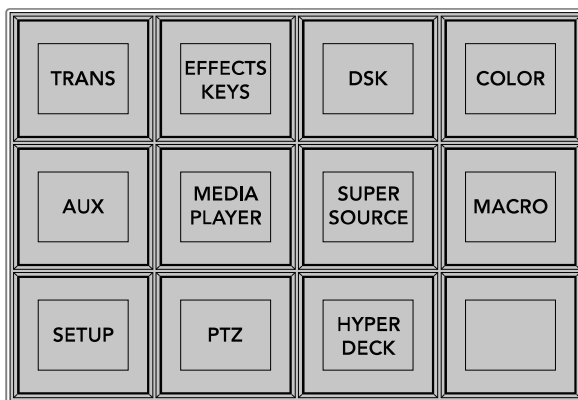 TRANS
EFFECTS
KEYS
DSK
COLOR
AUX
MEDIA
PLAYER
SUPER
SOURCE
MACRO
SETUP
PTZ
HYPER
DECK